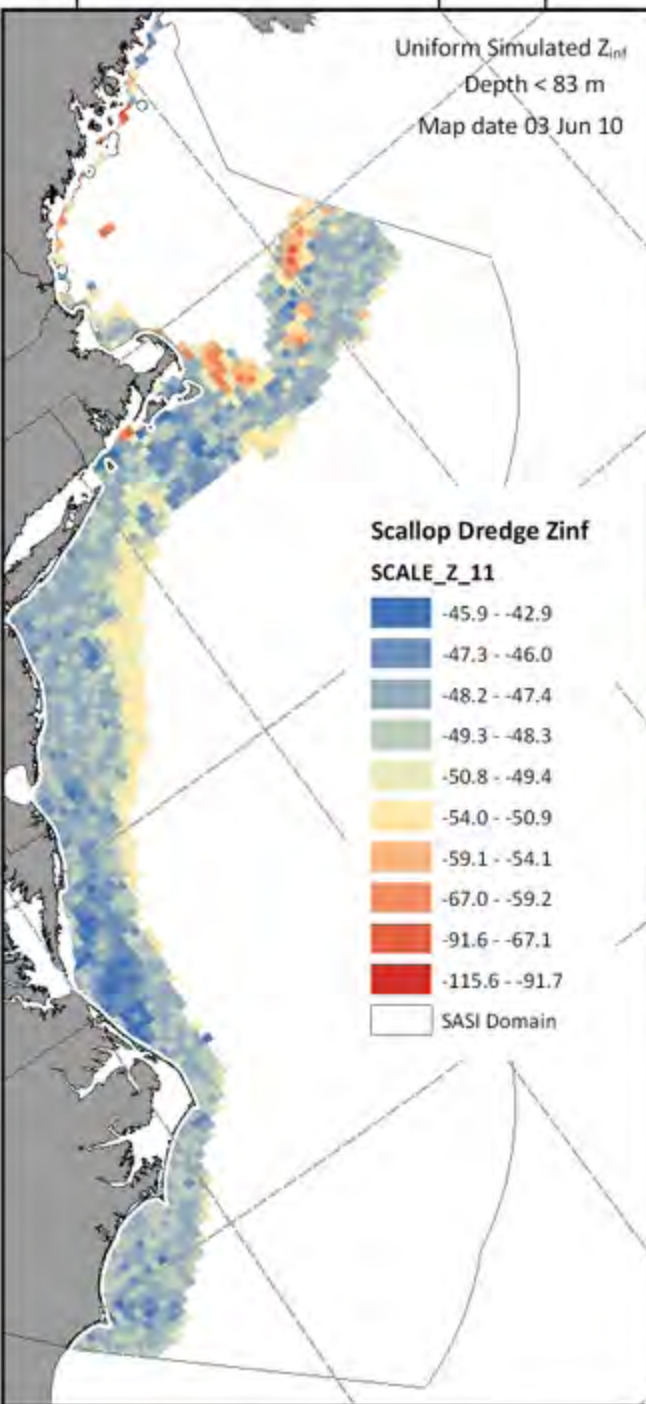 Uniform Simulated Zinf
Depth < 83 m
Map date 03 Jun 10
Scallop Dredge Zinf
SCALE_Z_11
-45.9 - -42.9
-47.3 - -46.0
-48.2 - -47.4
-49.3 - -48.3
-50.8 - -49.4
-54.0 - -50.9
-59.1 - -54.1
-67.0 - -59.2
-91.6 - -67.1
-115.6 - -91.7
SASI Domain